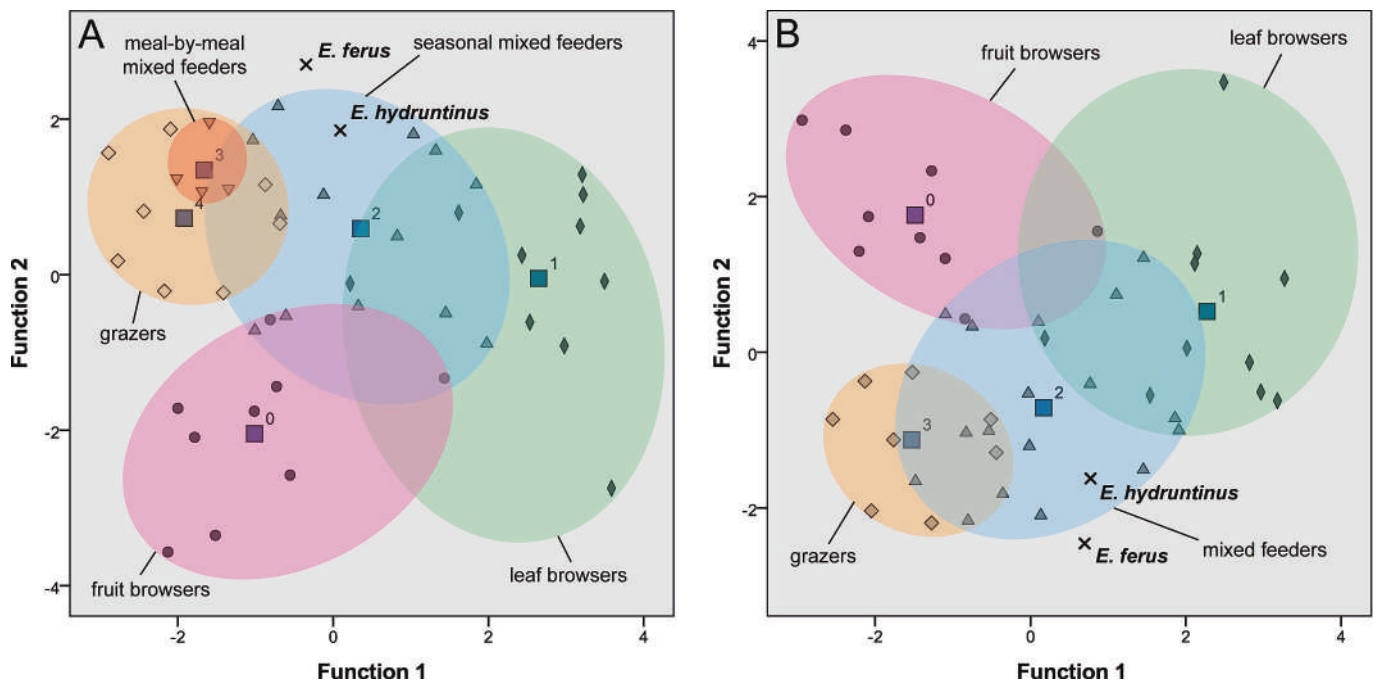 A
meal-by-meal
mixed feeders
E. ferus
seasonal mixed feeders
E. hydruntinus
3
4
2
1
0
grazers
fruit browsers
leaf browsers
2
0
-2
-4
-2
0
2
4
Function 2
Function 1
B
fruit browsers
leaf browsers
0
1
2
3
E. hydruntinus
E. ferus
grazers
mixed feeders
4
2
0
-2
-2
0
2
4
Function 2
Function 1